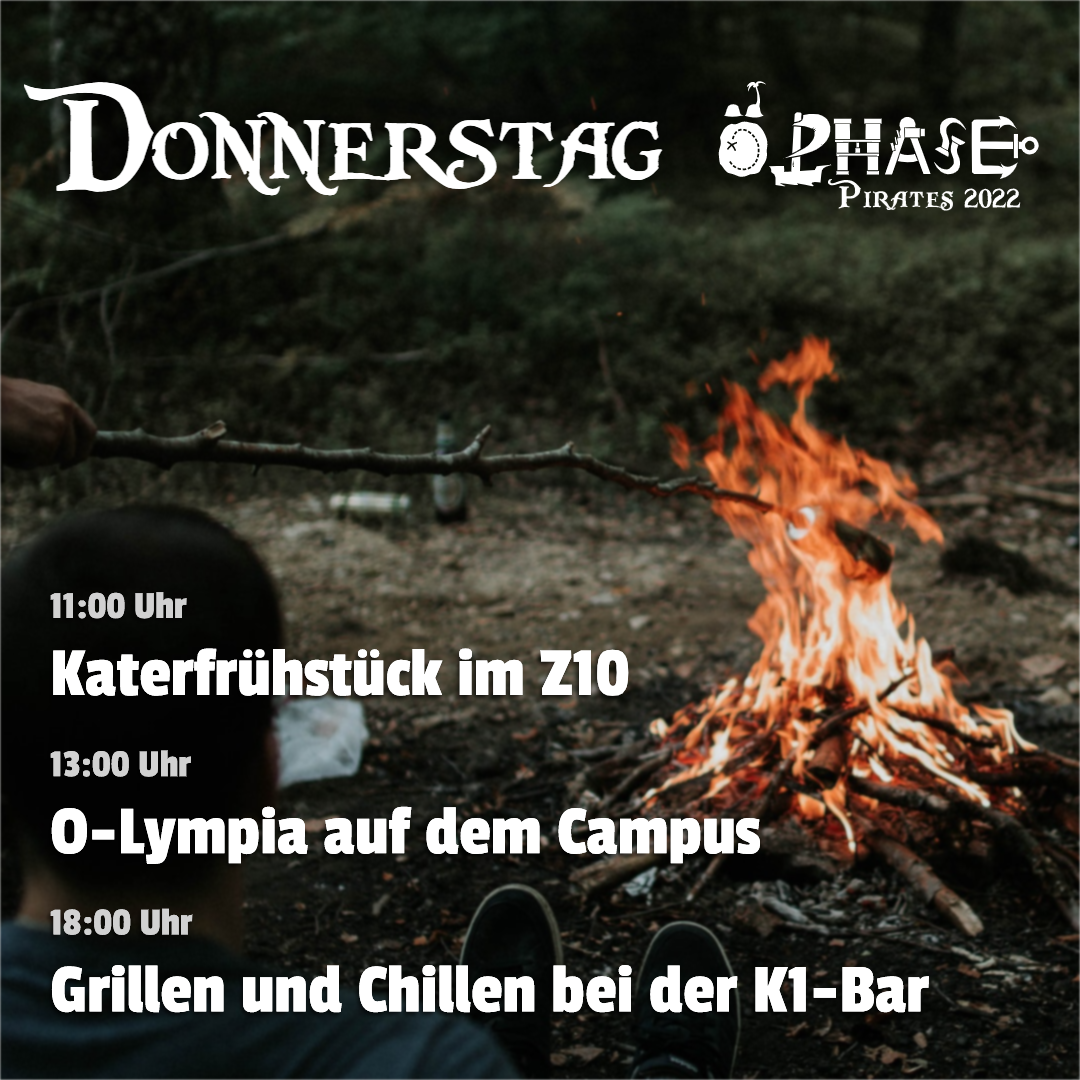 Donnerstag
Ö Phase
Pirates 2022
11:00 Uhr
Katerfrühstück im Z10
13:00 Uhr
O-Lympia auf dem Campus
18:00 Uhr
Grillen und Chillen bei der K1-Bar